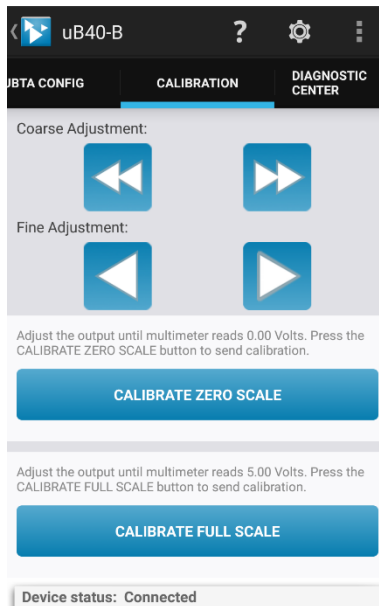 uB40-B ?
CALIBRATION
DIAGNOSTIC
CENTER
CONFIG
Coarse Adjustment:
Fine Adjustment:
Adjust the output until multimeter reads 0.00 Volts. Press the
CALIBRATE ZERO SCALE button to send calibration.
CALIBRATE ZERO SCALE
Adjust the output until multimeter reads 5.00 Volts. Press the
CALIBRATE FULL SCALE button to send calibration.
CALIBRATE FULL SCALE
Device status: Connected